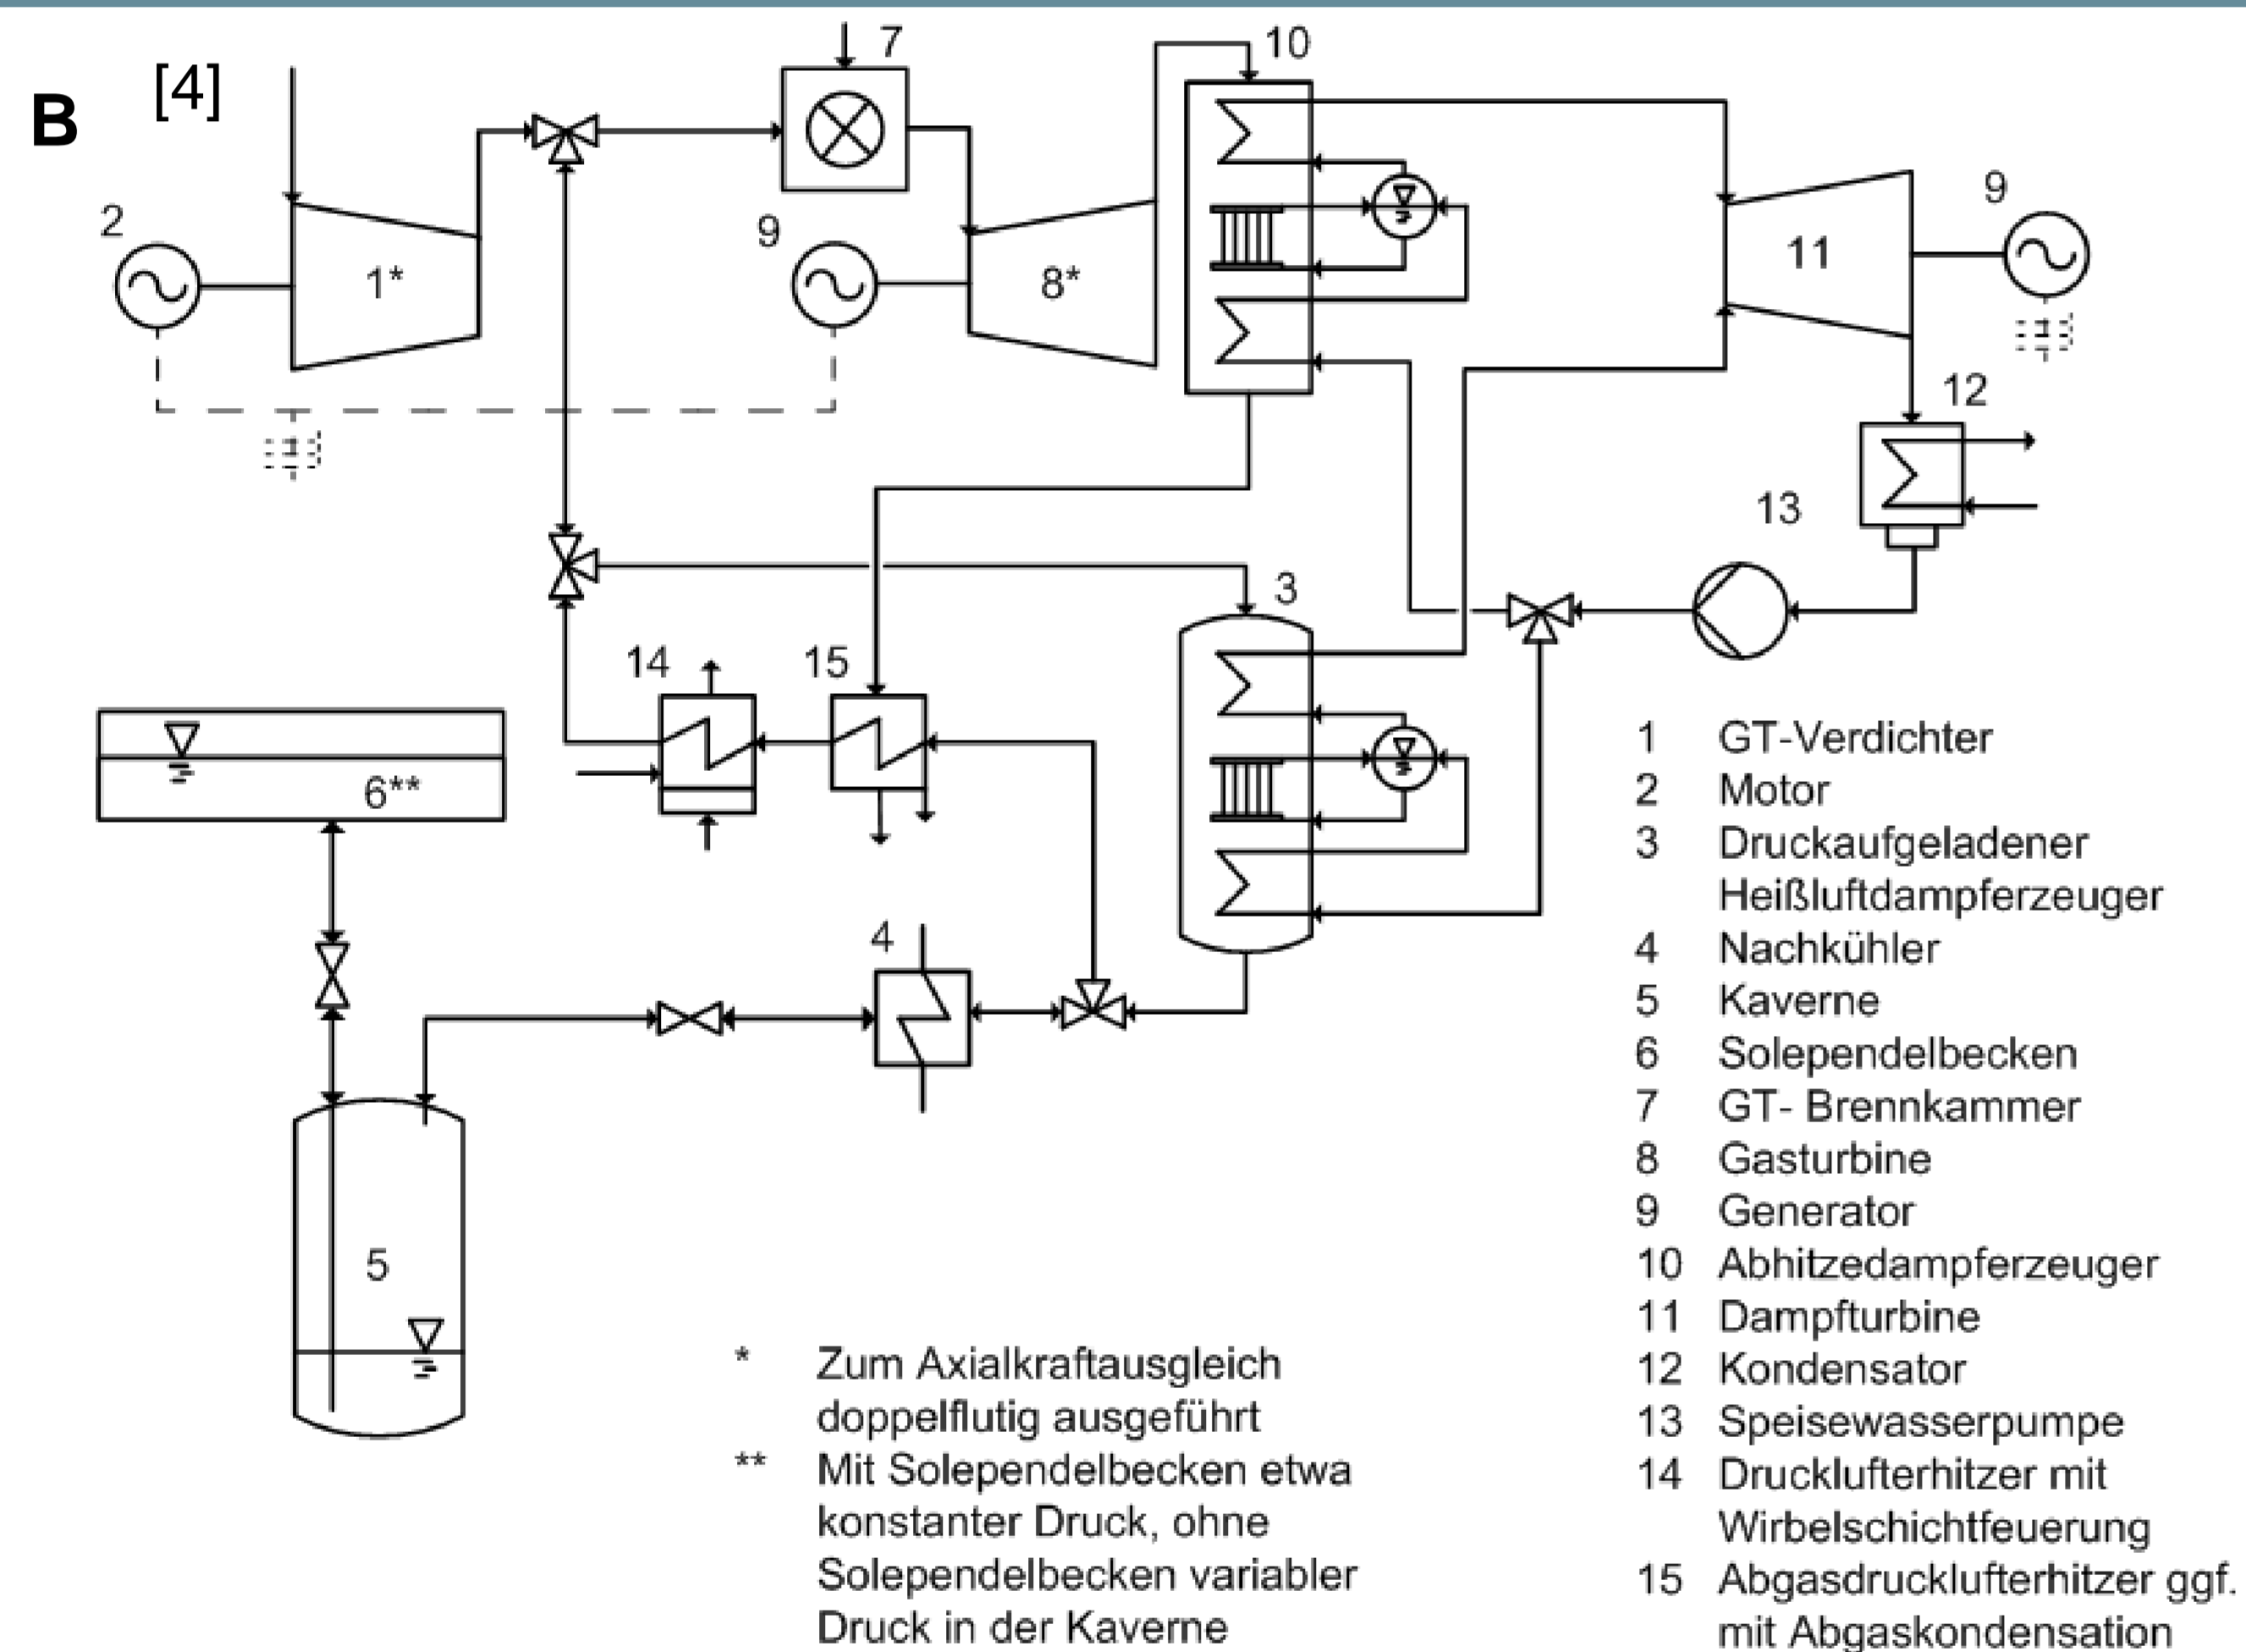 B
[4]
7
10
2
1*
9
8*
9
11
12
13
3
14
15
6**
4
5
1 GT-Verdichter
2 Motor
3 Druckaufgeladener
Heißluftdampferzeuger
4 Nachkühler
5 Kaverne
6 Solependelbecken
7 GT- Brennkammer
8 Gasturbine
9 Generator
10 Abhitzedampferzeuger
11 Dampfturbine
12 Kondensator
13 Speisewasserpumpe
14 Drucklufterhitzer mit
Wirbelschichtfeuerung
15 Abgasdrucklufterhitzer ggf.
mit Abgaskondensation
* Zum Axialkraftausgleich
doppelflutig ausgeführt
** Mit Solependelbecken etwa
konstanter Druck, ohne
Solependelbecken variabler
Druck in der Kaverne